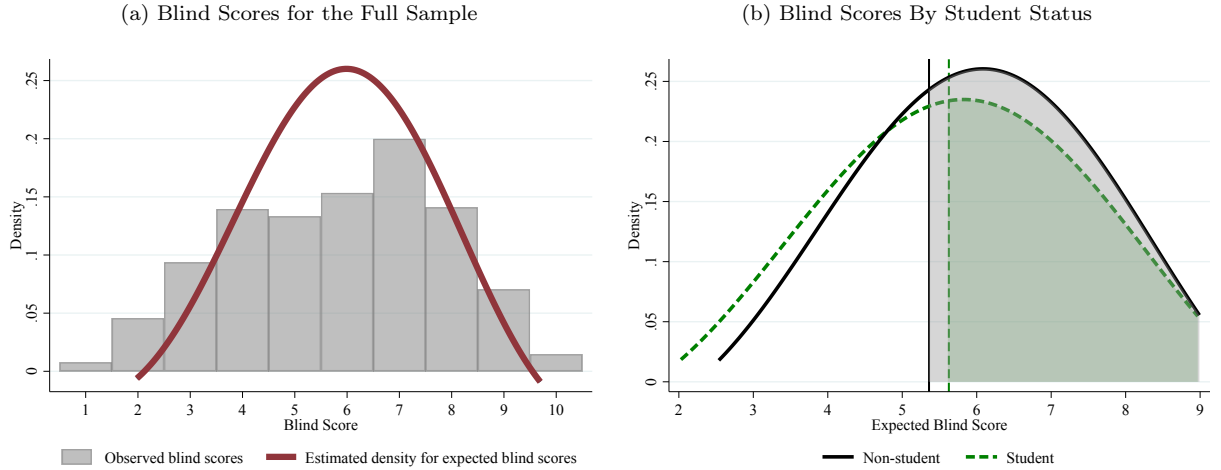 (a) Blind Scores for the Full Sample
Density
.25
.2
.15
.1
.05
0
1 2 3 4 5 6 7 8 9 10
Blind Score
Observed blind scores Estimated density for expected blind scores
(b) Blind Scores By Student Status
Density
.25
.2
.15
.1
.05
0
2 3 4 5 6 7 8 9
Expected Blind Score
Non-student Student